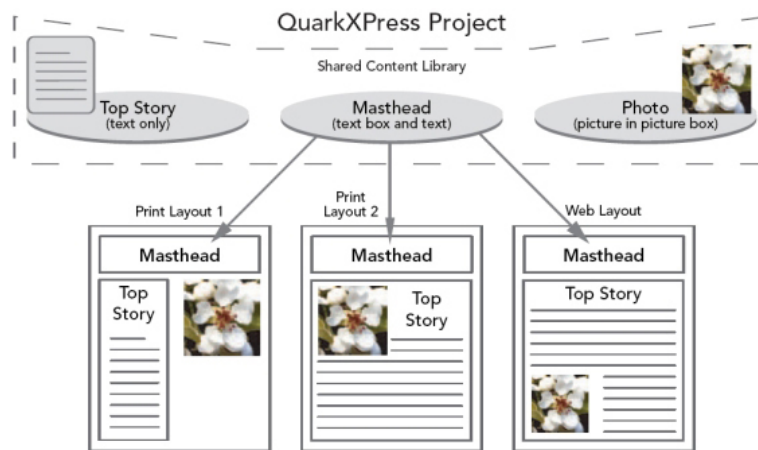 QuarkXPress Project
Shared Content Library
Top Story
(text only)
Masthead
(text box and text)
Photo
(picture in picture box)
Print Layout 1
Print
Layout 2
Web Layout
Masthead
Top
Story
Masthead
Top
Story
Masthead
Top Story